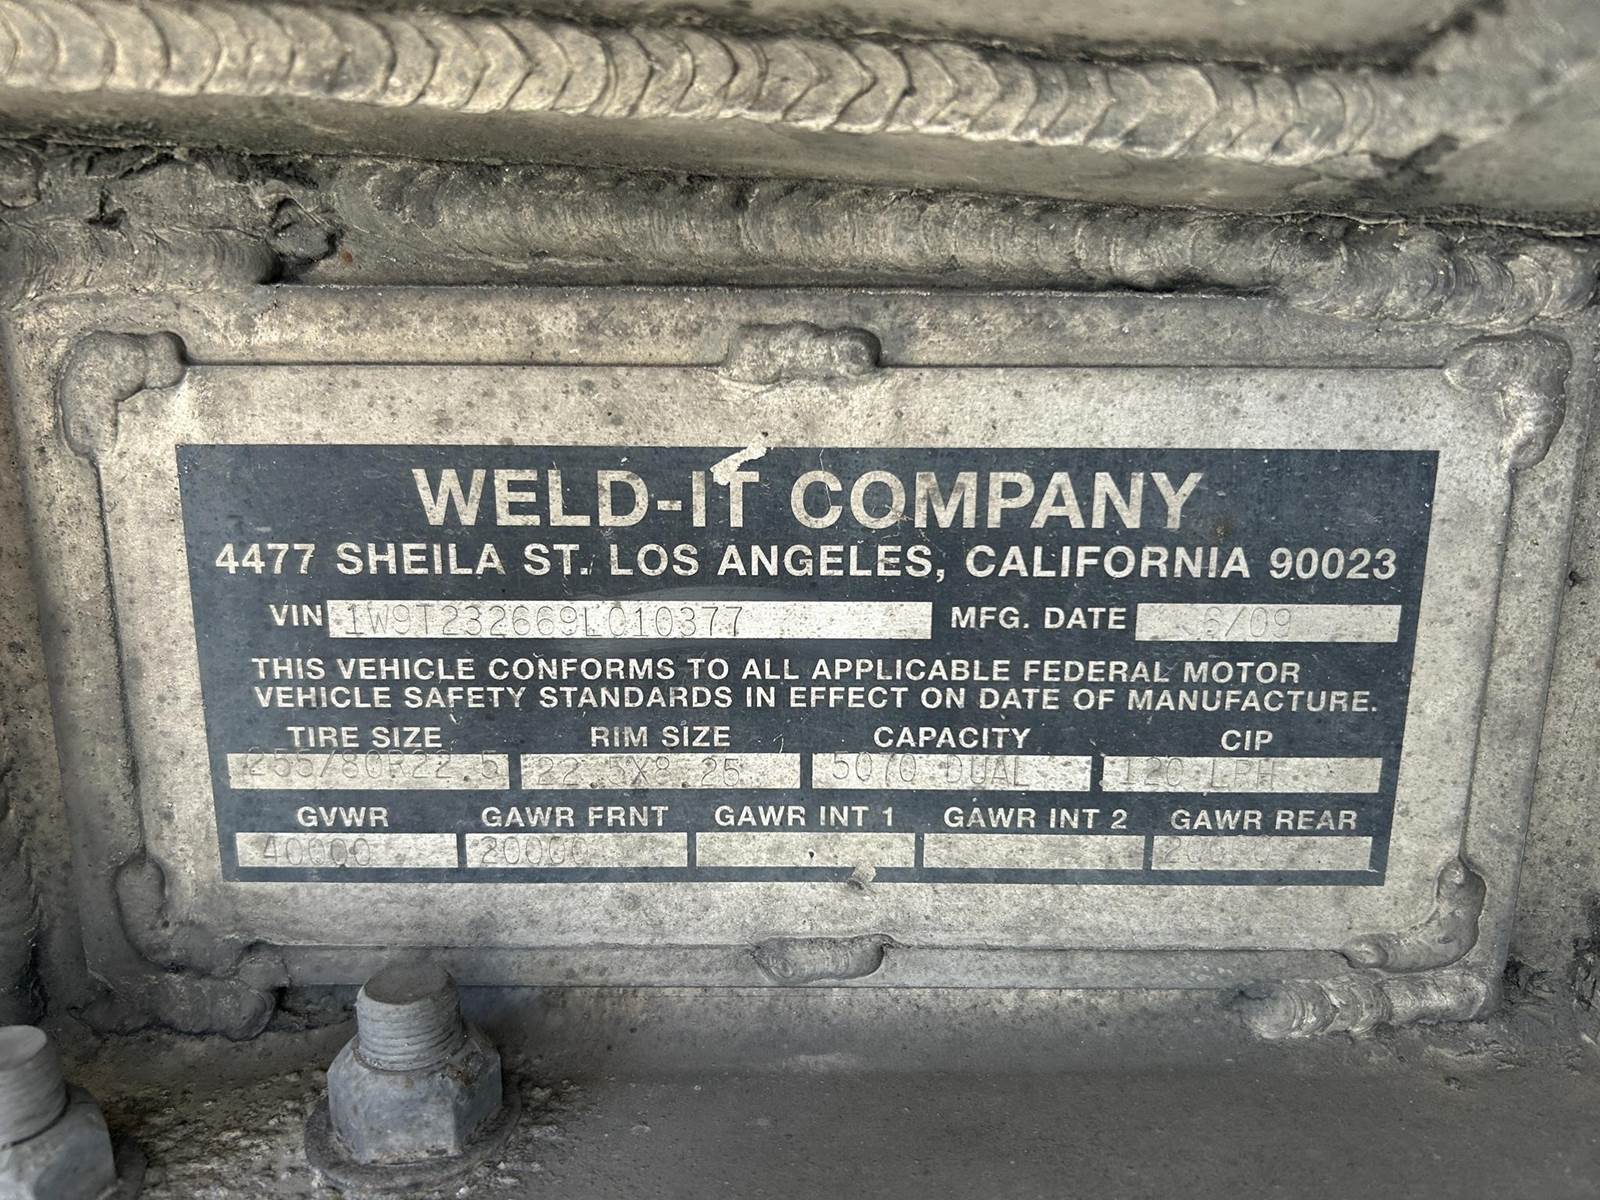 WELD-IT COMPANY
4477 SHEILA ST. LOS ANGELES, CALIFORNIA 90023
VIN 1W9T232669L010377 MFG. DATE 6/09
THIS VEHICLE CONFORMS TO ALL APPLICABLE FEDERAL MOTOR
VEHICLE SAFETY STANDARDS IN EFFECT ON DATE OF MANUFACTURE.
TIRE SIZE RIM SIZE CAPACITY CIP
255/80R22.5 22.5X8.25 5070 DUAL 120
GVWR GAWR FRNT GAWR INT 1 GAWR INT 2 GAWR REAR
40000 20000